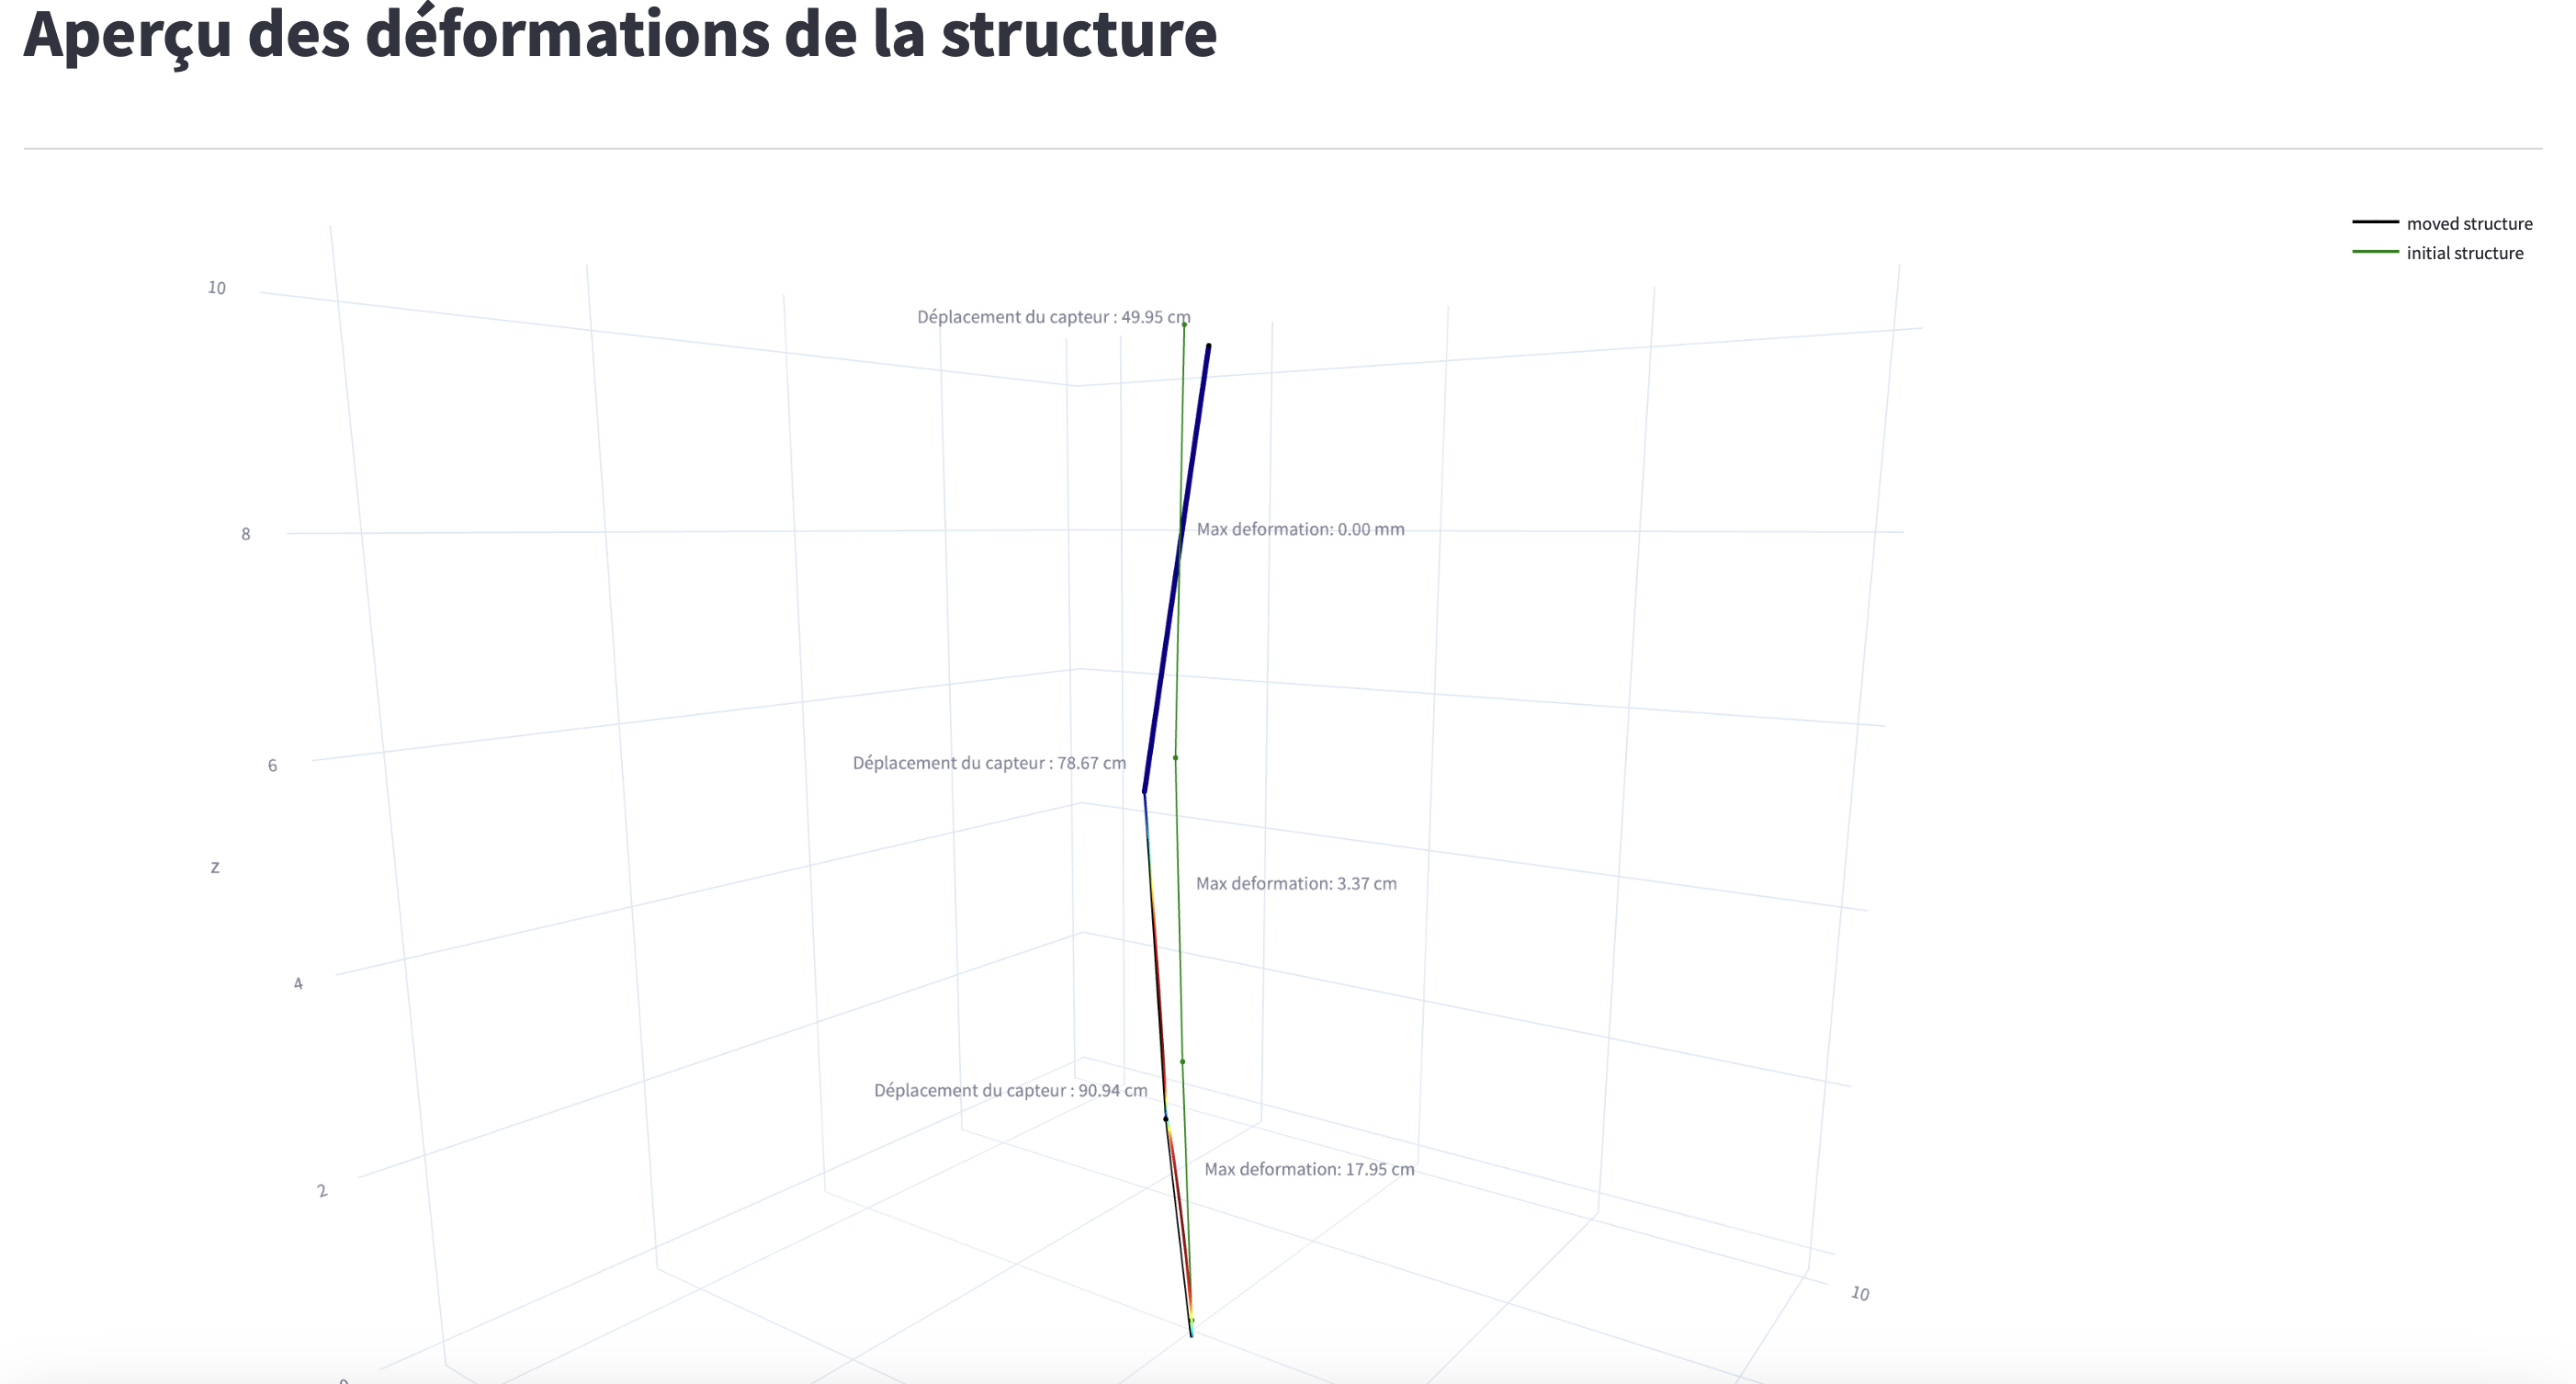 Aperçu des déformations de la structure
moved structure
initial structure
10
Déplacement du capteur : 49.95 cm
8
Max deformation: 0.00 mm
Déplacement du capteur : 78.67 cm
6
z
Max deformation: 3.37 cm
4
Déplacement du capteur : 90.94 cm
Max deformation: 17.95 cm
2
10